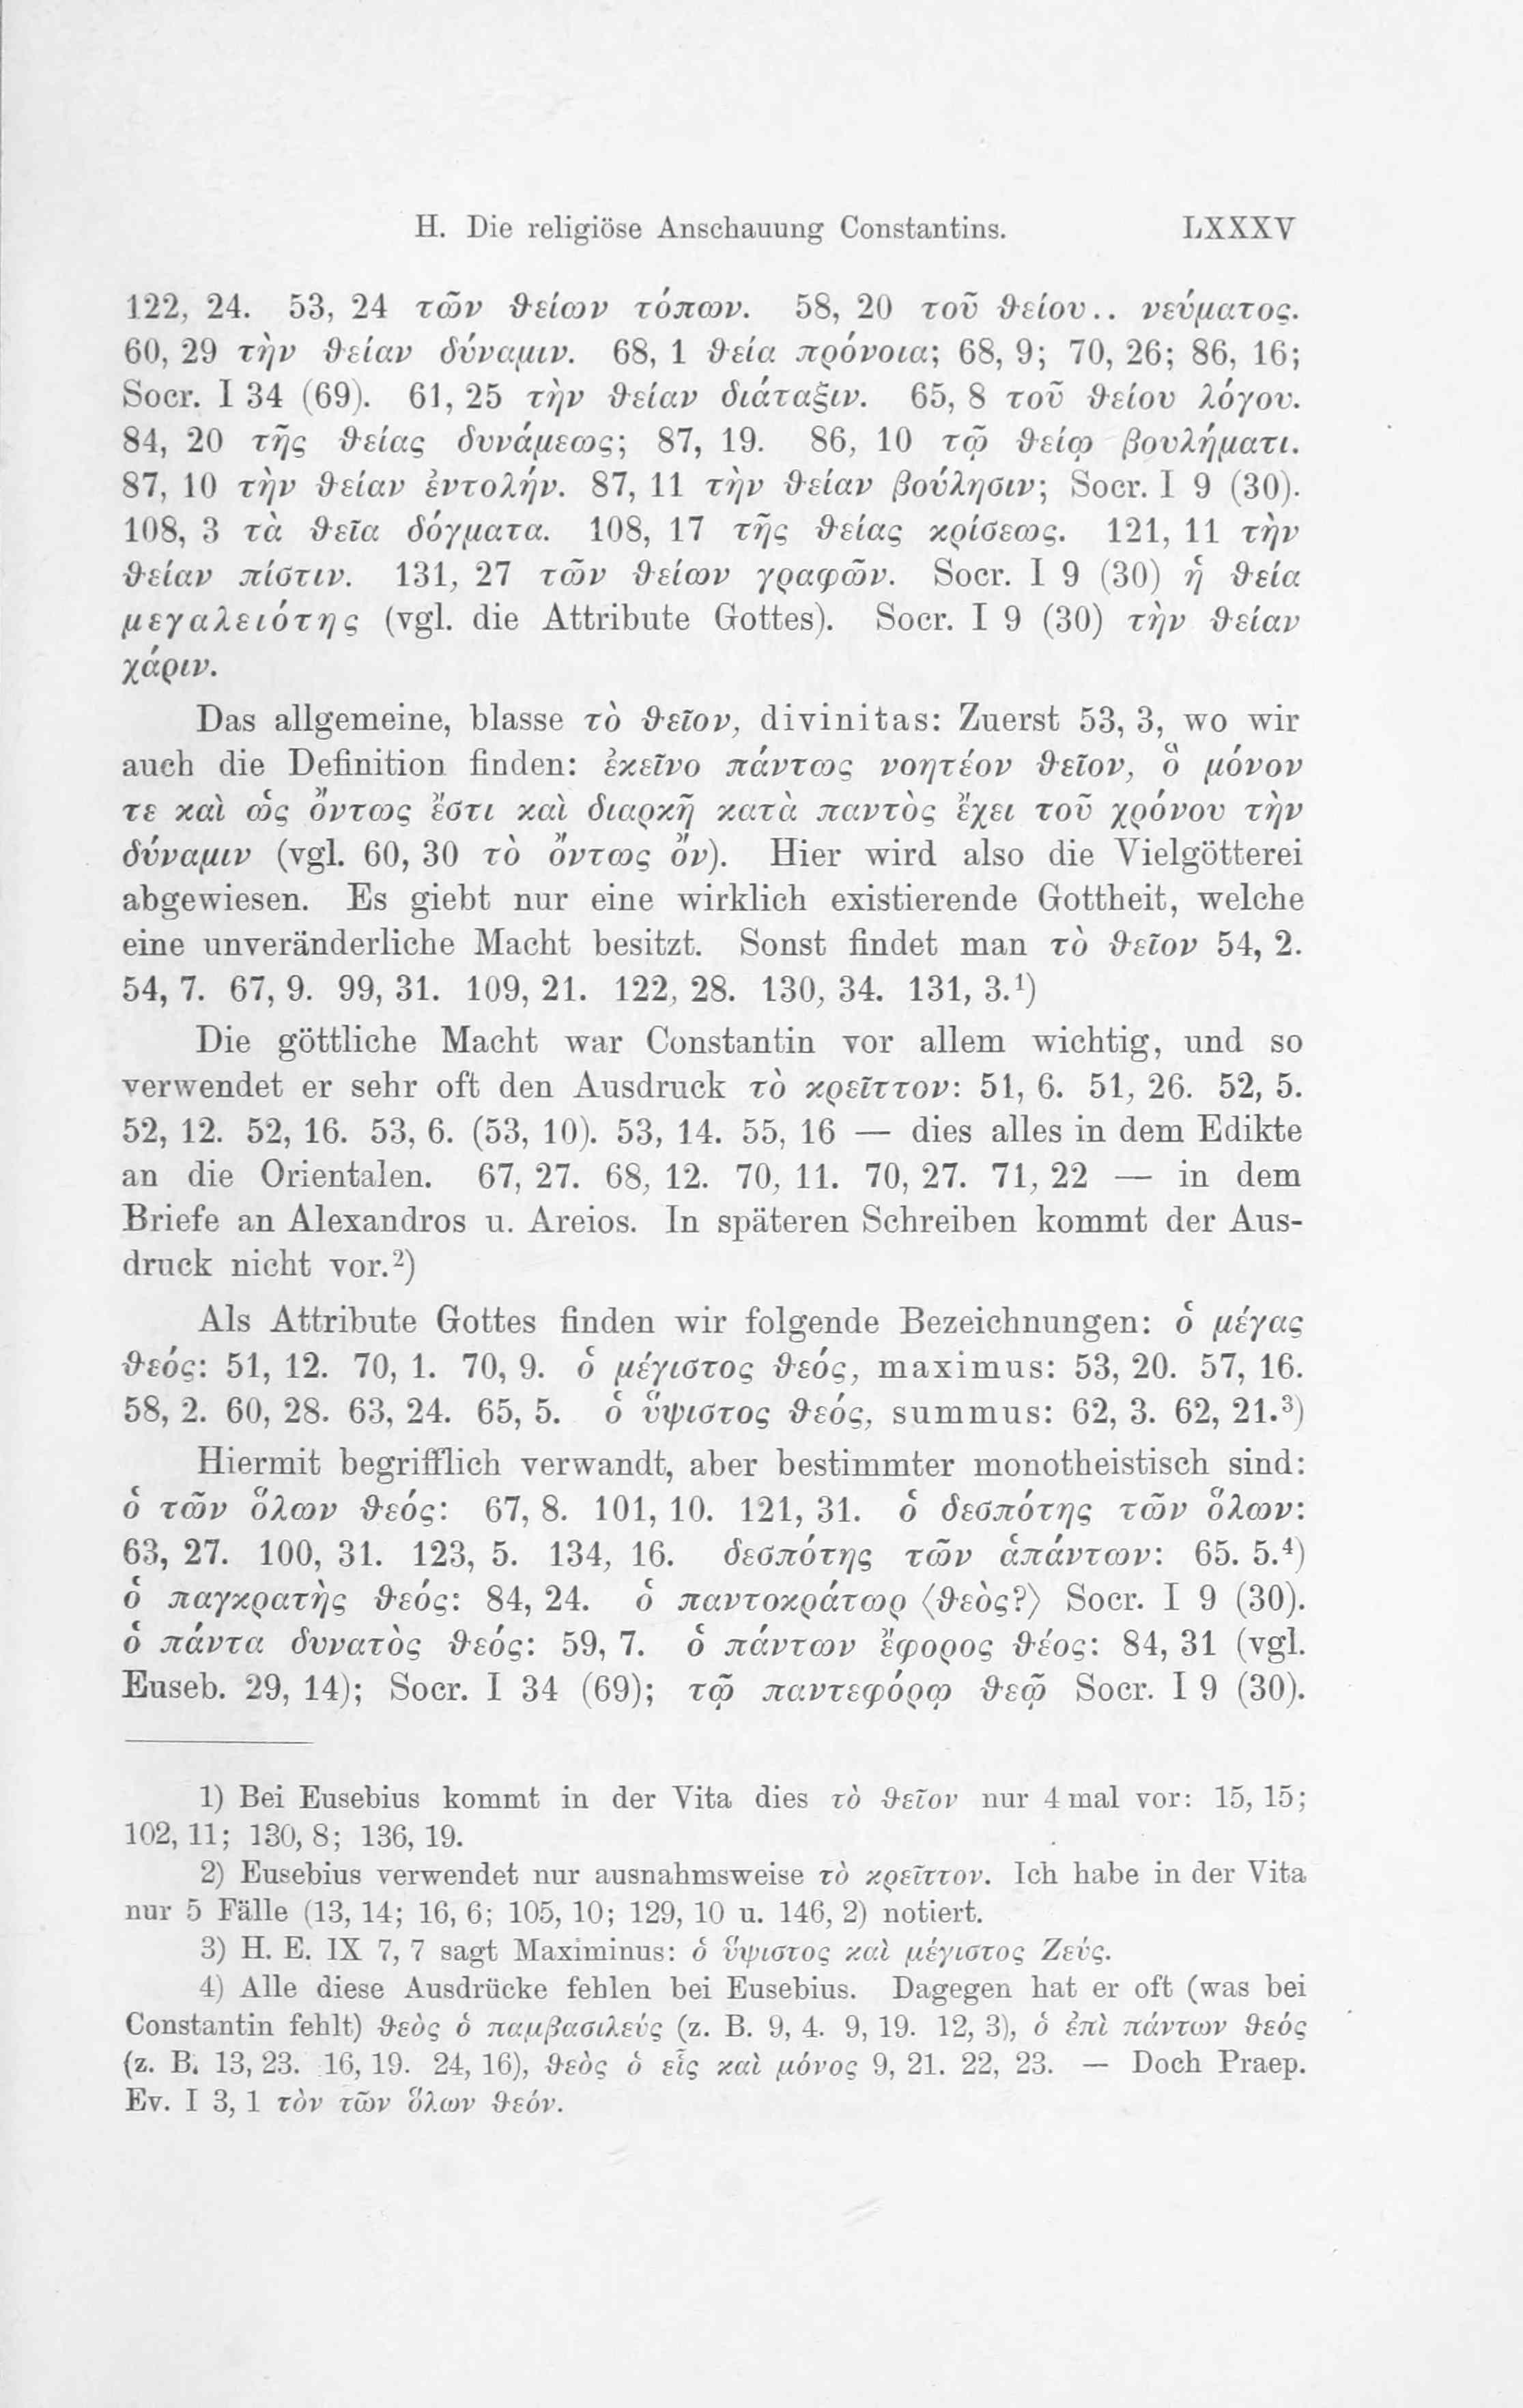 H. Die religiöse Anschauung Constantins. LXXXV
122, 24. 53, 24 τῶν θείων τόπων. 58, 20 τοῦ θείου.. νεύματος.
60, 29 τὴν θείαν δύναμιν. 68, 1 θεία πρόνοια; 68, 9; 70, 26; 86, 16;
Socr. I 34 (69). 61, 25 τὴν θείαν διάταξιν. 65, 8 τοῦ θείου λόγου.
84, 20 τῆς θείας δυνάμεως; 87, 19. 86, 10 τῷ θείῳ βουλήματι.
87, 10 τὴν θείαν ἐντολήν. 87, 11 τὴν θείαν βούλησιν; Socr. I 9 (30).
108, 3 τὰ θεῖα δόγματα. 108, 17 τῆς θείας κρίσεως. 121, 11 τὴν
θείαν πίστιν. 131, 27 τῶν θείων γραφῶν. Socr. I 9 (30) ἡ θεία
μεγαλειότης (vgl. die Attribute Gottes). Socr. I 9 (30) τὴν θείαν
χάριν.
Das allgemeine, blasse τὸ θεῖον, divinitas: Zuerst 53, 3, wo wir
auch die Definition finden: ἐκεῖνο πάντως νοητέον θεῖον, ὃ μόνον
τε καὶ ὡς ὄντως ἔστι καὶ διαρκῆ κατὰ παντὸς ἔχει τοῦ χρόνου τὴν
δύναμιν (vgl. 60, 30 τὸ ὄντως ὄν). Hier wird also die Vielgötterei
abgewiesen. Es giebt nur eine wirklich existierende Gottheit, welche
eine unveränderliche Macht besitzt. Sonst findet man τὸ θεῖον 54, 2.
54, 7. 67, 9. 99, 31. 109, 21. 122, 28. 130, 34. 131, 3.¹)
Die göttliche Macht war Constantin vor allem wichtig, und so
verwendet er sehr oft den Ausdruck τὸ κρεῖττον: 51, 6. 51, 26. 52, 5.
52, 12. 52, 16. 53, 6. (53, 10). 53, 14. 55, 16 — dies alles in dem Edikte
an die Orientalen. 67, 27. 68, 12. 70, 11. 70, 27. 71, 22 — in dem
Briefe an Alexandros u. Areios. In späteren Schreiben kommt der Aus-
druck nicht vor.²)
Als Attribute Gottes finden wir folgende Bezeichnungen: ὁ μέγας
θεός: 51, 12. 70, 1. 70, 9. ὁ μέγιστος θεός, maximus: 53, 20. 57, 16.
58, 2. 60, 28. 63, 24. 65, 5. ὁ ὕψιστος θεός, summus: 62, 3. 62, 21.³)
Hiermit begrifflich verwandt, aber bestimmter monotheistisch sind:
ὁ τῶν ὅλων θεός: 67, 8. 101, 10. 121, 31. ὁ δεσπότης τῶν ὅλων:
63, 27. 100, 31. 123, 5. 134, 16. δεσπότης τῶν ἁπάντων: 65. 5.⁴)
ὁ παγκρατὴς θεός: 84, 24. ὁ παντοκράτωρ ⟨θεὸς?⟩ Socr. I 9 (30).
ὁ πάντα δυνατὸς θεός: 59, 7. ὁ πάντων ἔφορος θέος: 84, 31 (vgl.
Euseb. 29, 14); Socr. I 34 (69); τῷ παντεφόρῳ θεῷ Socr. I 9 (30).
1) Bei Eusebius kommt in der Vita dies τὸ θεῖον nur 4 mal vor: 15, 15;
102, 11; 130, 8; 136, 19.
2) Eusebius verwendet nur ausnahmsweise τὸ κρεῖττον. Ich habe in der Vita
nur 5 Fälle (13, 14; 16, 6; 105, 10; 129, 10 u. 146, 2) notiert.
3) H. E. IX 7, 7 sagt Maximinus: ὁ ὕψιστος καὶ μέγιστος Ζεύς.
4) Alle diese Ausdrücke fehlen bei Eusebius. Dagegen hat er oft (was bei
Constantin fehlt) θεὸς ὁ παμβασιλεύς (z. B. 9, 4. 9, 19. 12, 3), ὁ ἐπὶ πάντων θεός
(z. B. 13, 23. 16, 19. 24, 16), θεὸς ὁ εἷς καὶ μόνος 9, 21. 22, 23. — Doch Praep.
Ev. I 3, 1 τὸν τῶν ὅλων θεόν.